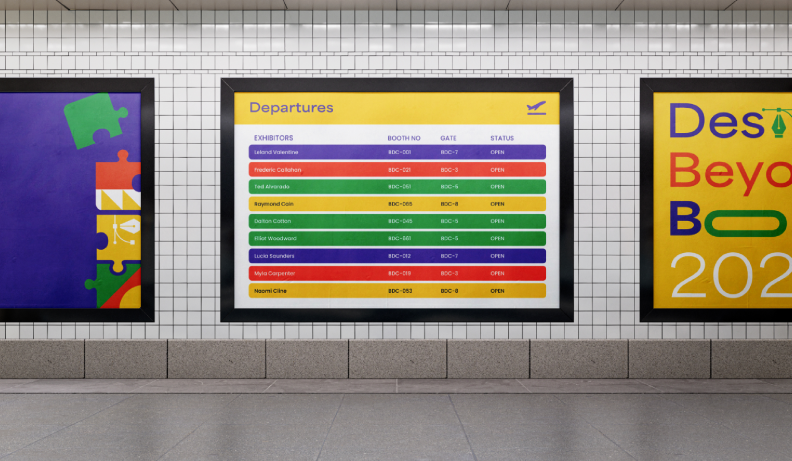 Departures
EXHIBITORS BOOTH NO GATE STATUS
Leland Valentine BDC-001 BDC-7 OPEN
Frederic Callahan BDC-021 BDC-3 OPEN
Ted Alvarado BDC-051 BDC-5 OPEN
Raymond Cain BDC-055 BDC-8 OPEN
Dalton Cotton BDC-045 BDC-5 OPEN
Elliot Woodward BDC-061 BDC-5 OPEN
Lucia Saunders BDC-012 BDC-7 OPEN
Myla Carpenter BDC-019 BDC-3 OPEN
Naomi Cline BDC-053 BDC-8 OPEN
Des
Beyo
B
202